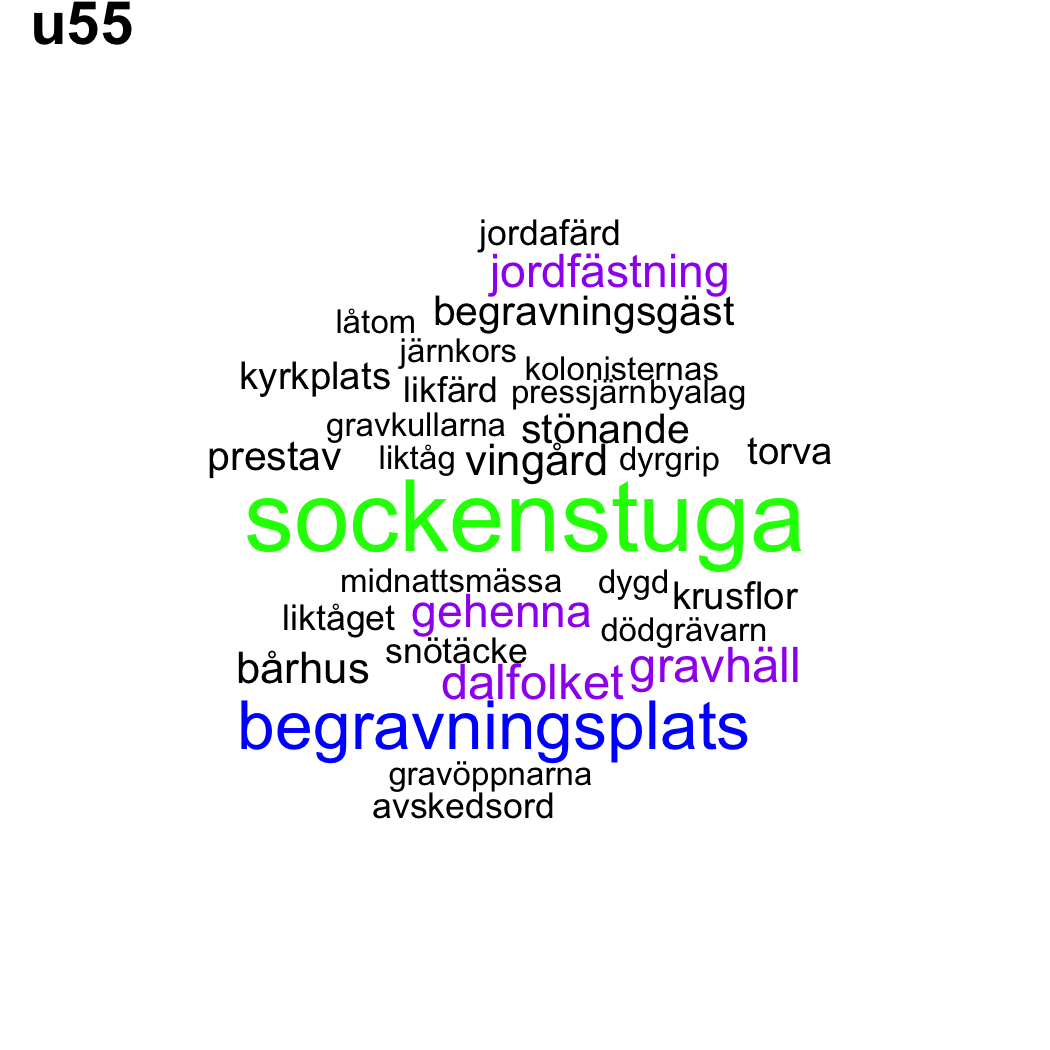 u55
jordafärd
jordfästning
låtom begravningsgäst
järnkors
kyrkplats likfärd kolonisternas
pressjärn byalag
gravkullarna stönande
prestav liktåg vingård dyrgrip torva
sockenstuga
midnattsmässa dygd krusflor
liktåget gehenna dödgrävarn
bårhus snötäcke
dalfolket gravhäll
begravningsplats
gravöppnarna
avskedsord